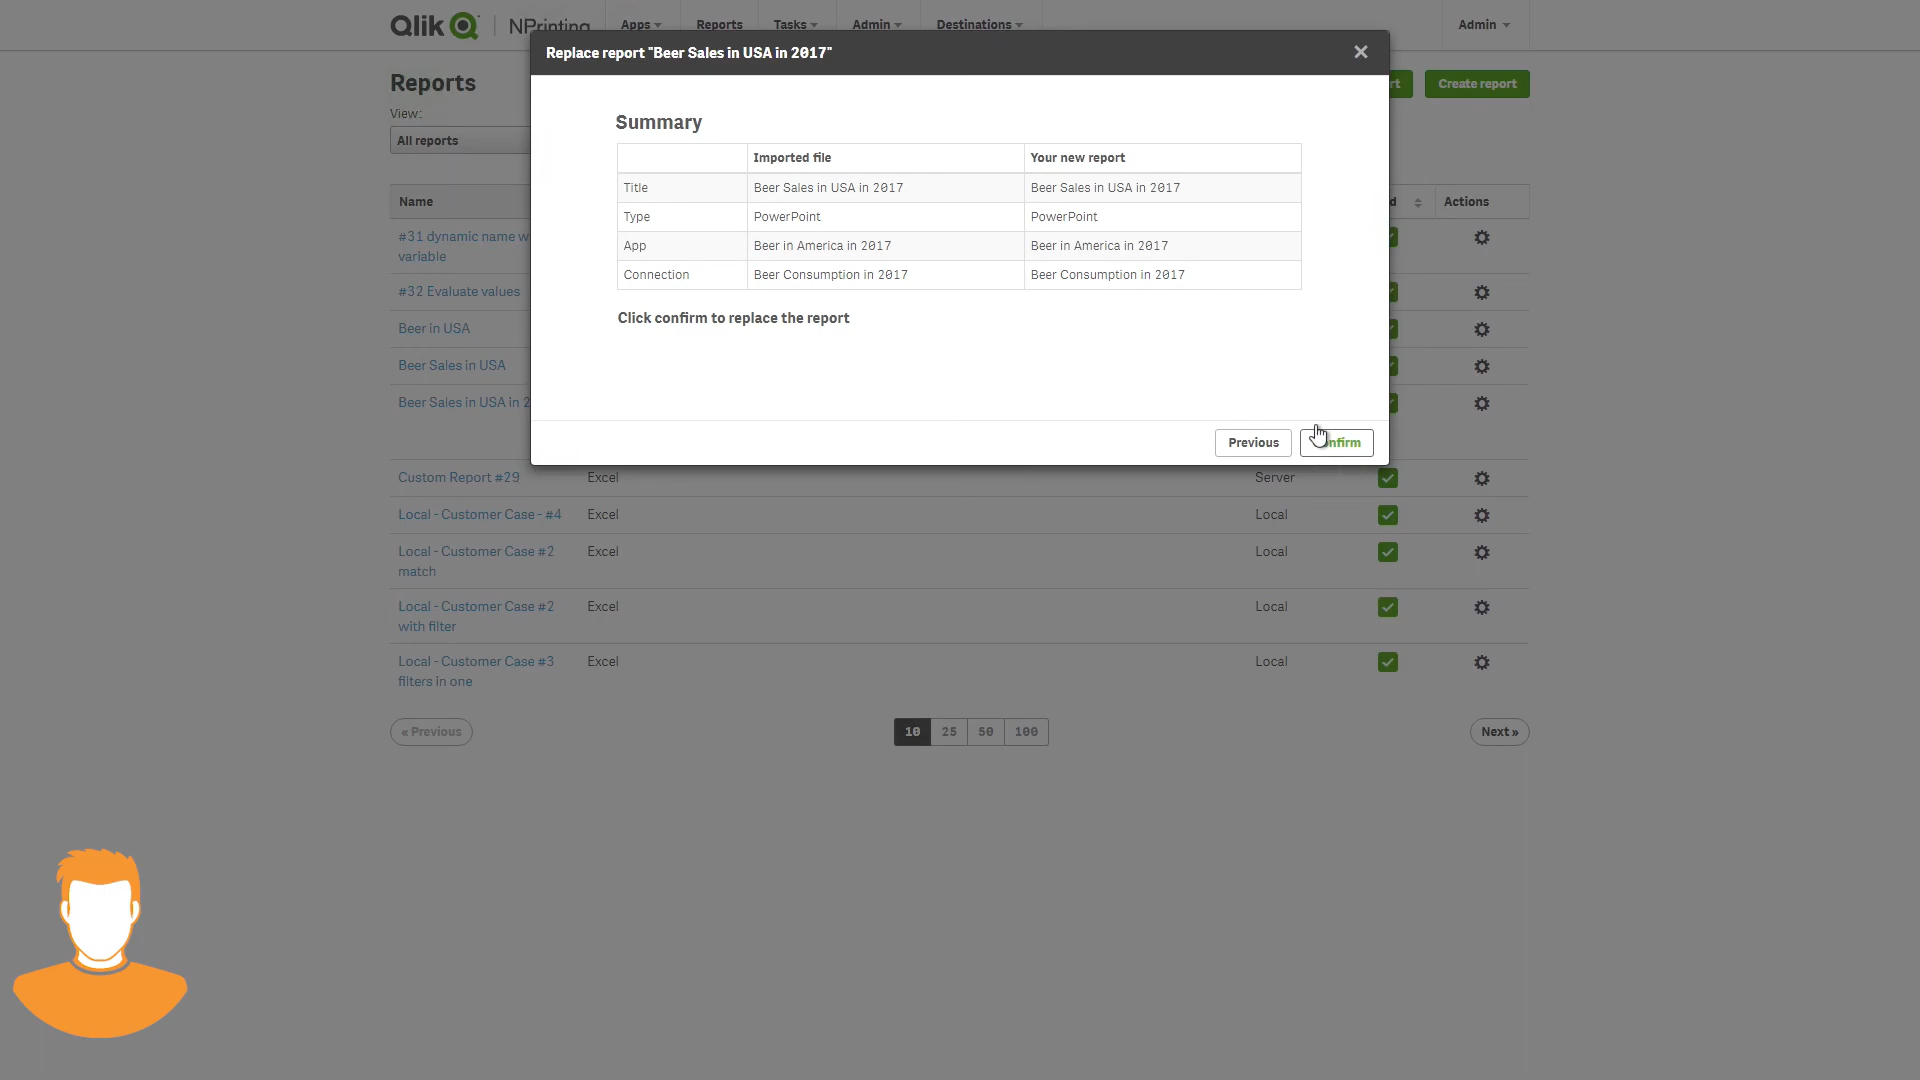 Qlik NPrinting Apps Reports Tasks Admin Destinations Admin
Replace report "Beer Sales in USA in 2017"
Reports
Create report
View:
All reports
Summary
Imported file Your new report
Title Beer Sales in USA in 2017 Beer Sales in USA in 2017
Type PowerPoint PowerPoint
App Beer in America in 2017 Beer in America in 2017
Connection Beer Consumption in 2017 Beer Consumption in 2017
Click confirm to replace the report
Previous
Name Actions
#31 dynamic name
variable
#32 Evaluate values
Beer in USA
Beer Sales in USA
Beer Sales in USA in
Custom Report #29 Excel Server
Local - Customer Case - #4 Excel Local
Local - Customer Case #2 Excel Local
match
Local - Customer Case #2 Excel Local
with filter
Local - Customer Case #3 Excel Local
filters in one
« Previous 10 25 50 100 Next »